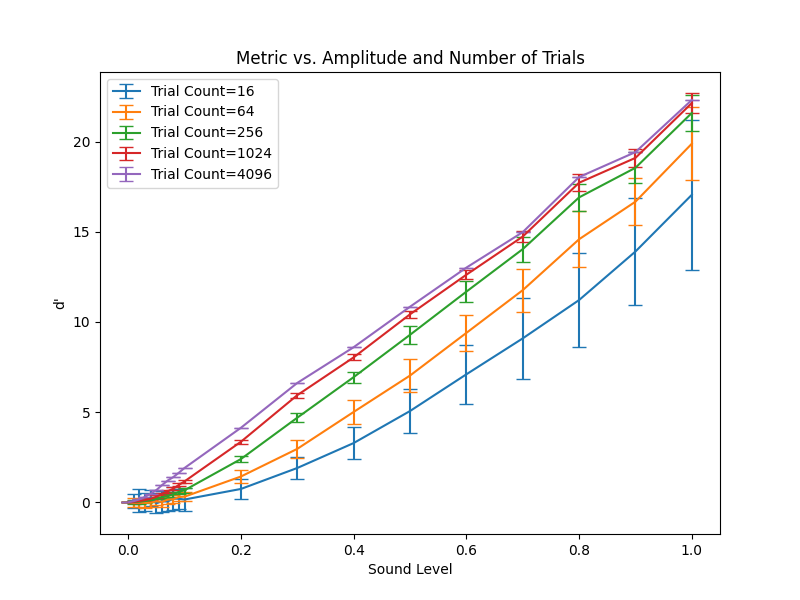 Metric vs. Amplitude and Number of Trials
Trial Count=16
Trial Count=64
Trial Count=256
Trial Count=1024
Trial Count=4096
20
15
10
5
0
d'
0.0 0.2 0.4 0.6 0.8 1.0
Sound Level